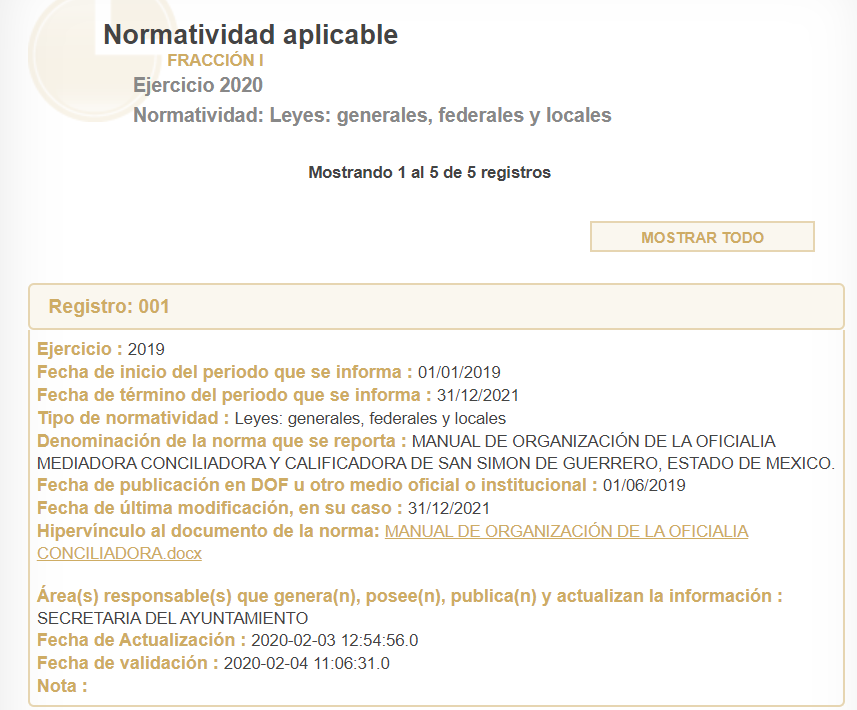 Normatividad aplicable
FRACCIÓN I
Ejercicio 2020
Normatividad: Leyes: generales, federales y locales
Mostrando 1 al 5 de 5 registros
MOSTRAR TODO
Registro: 001
Ejercicio : 2019
Fecha de inicio del periodo que se informa : 01/01/2019
Fecha de término del periodo que se informa : 31/12/2021
Tipo de normatividad : Leyes: generales, federales y locales
Denominación de la norma que se reporta : MANUAL DE ORGANIZACIÓN DE LA OFICIALIA
MEDIADORA CONCILIADORA Y CALIFICADORA DE SAN SIMON DE GUERRERO, ESTADO DE MEXICO.
Fecha de publicación en DOF u otro medio oficial o institucional : 01/06/2019
Fecha de última modificación, en su caso : 31/12/2021
Hipervínculo al documento de la norma: MANUAL DE ORGANIZACIÓN DE LA OFICIALIA
CONCILIADORA.docx
Área(s) responsable(s) que genera(n), posee(n), publica(n) y actualizan la información :
SECRETARIA DEL AYUNTAMIENTO
Fecha de Actualización : 2020-02-03 12:54:56.0
Fecha de validación : 2020-02-04 11:06:31.0
Nota :